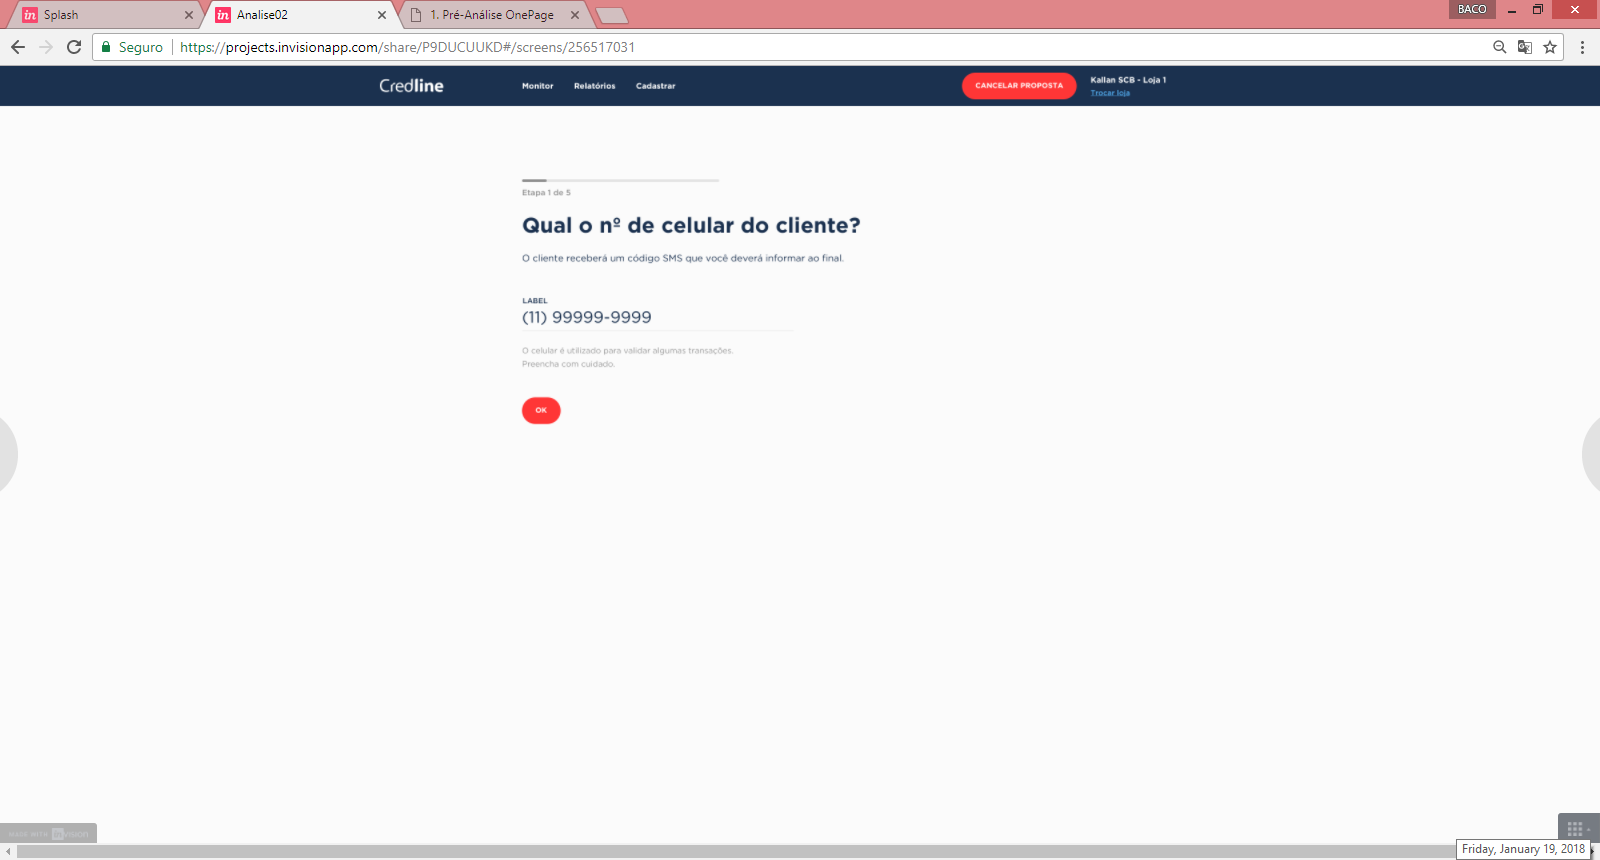 Splash
Analise02
1. Pré-Análise OnePage
BACO
Seguro
https://projects.invisionapp.com/share/P9DUCUUKD#/screens/256517031
Credline
Monitor
Relatórios
Cadastrar
CANCELAR PROPOSTA
Kallan SCB - Loja 1
Trocar loja
Etapa 1 de 5
Qual o nº de celular do cliente?
O cliente receberá um código SMS que você deverá informar ao final.
LABEL
(11) 99999-9999
O celular é utilizado para validar algumas transações.
Preencha com cuidado.
OK
MADE WITH inVISION
Friday, January 19, 2018